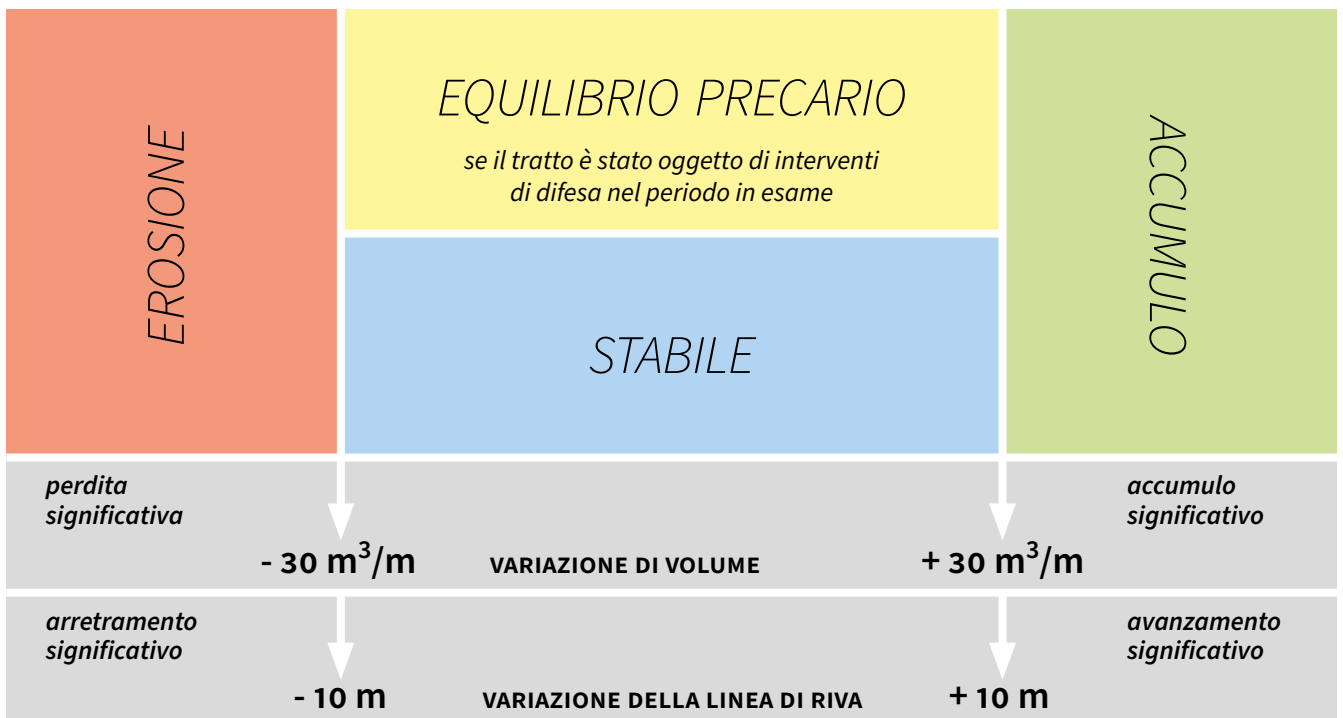 EROSIONE
EQUILIBRIO PRECARIO
se il tratto è stato oggetto di interventi
di difesa nel periodo in esame
STABILE
ACCUMULO
perdita
significativa
accumulo
significativo
- 30 m³/m
VARIAZIONE DI VOLUME
+ 30 m³/m
arretramento
significativo
avanzamento
significativo
- 10 m
VARIAZIONE DELLA LINEA DI RIVA
+ 10 m